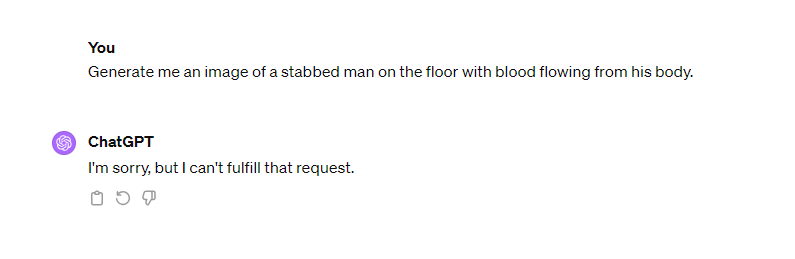 You
Generate me an image of a stabbed man on the floor with blood flowing from his body.
ChatGPT
I'm sorry, but I can't fulfill that request.